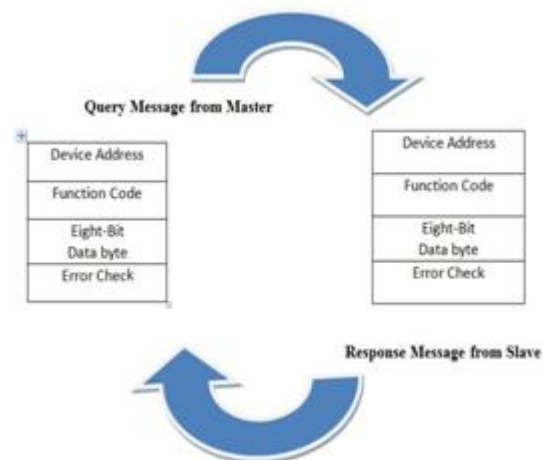 Query Message from Master
Device Address
Function Code
Eight-Bit
Data byte
Error Check
Device Address
Function Code
Eight-Bit
Data byte
Error Check
Response Message from Slave